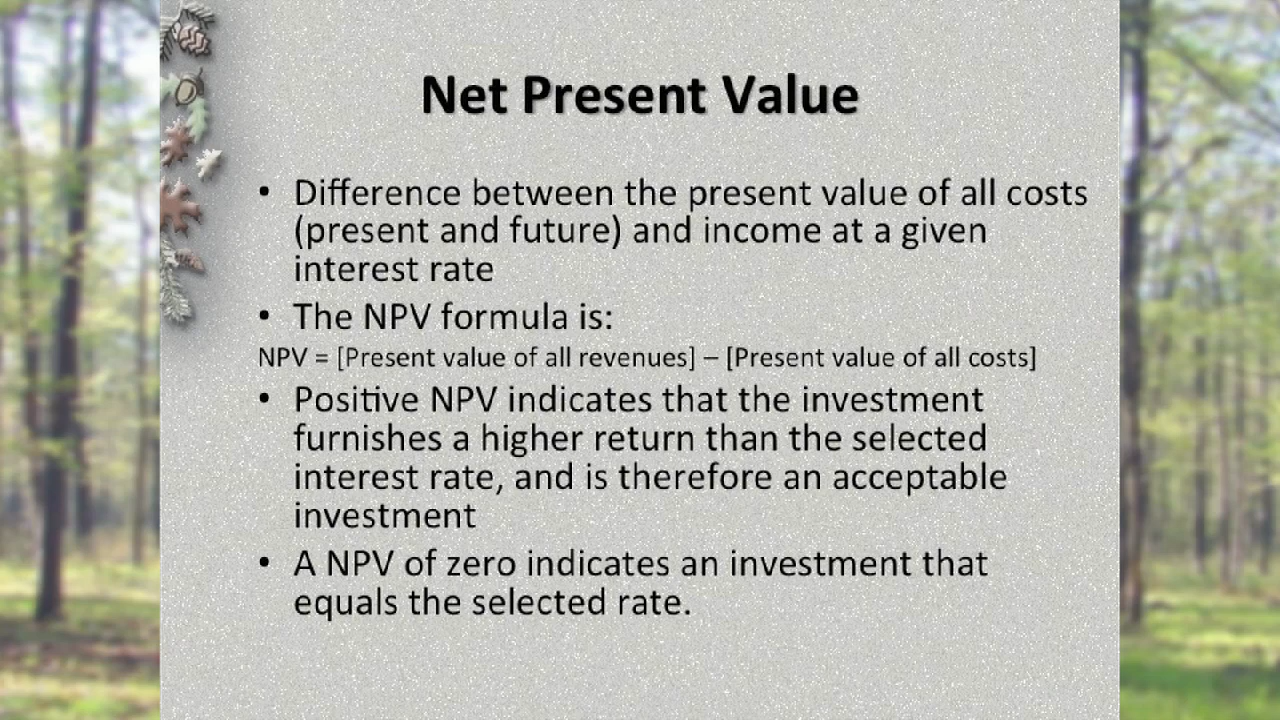 Net Present Value
• Difference between the present value of all costs
(present and future) and income at a given
interest rate
• The NPV formula is:
NPV = [Present value of all revenues] – [Present value of all costs]
• Positive NPV indicates that the investment
furnishes a higher return than the selected
interest rate, and is therefore an acceptable
investment
• A NPV of zero indicates an investment that
equals the selected rate.